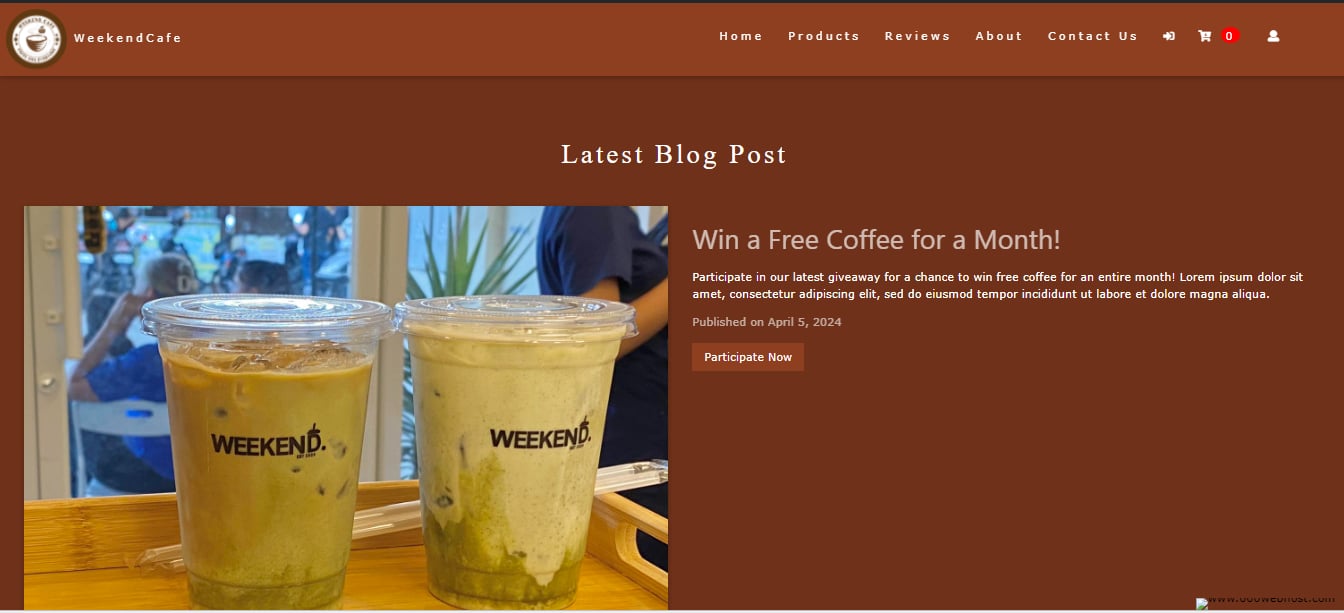 WEEKEND CAFE
WeekendCafe
Home Products Reviews About Contact Us 0
Latest Blog Post
Win a Free Coffee for a Month!
Participate in our latest giveaway for a chance to win free coffee for an entire month! Lorem ipsum dolor sit
amet, consectetur adipiscing elit, sed do eiusmod tempor incididunt ut labore et dolore magna aliqua.
Published on April 5, 2024
Participate Now
WEEKEND.
WEEKEND.